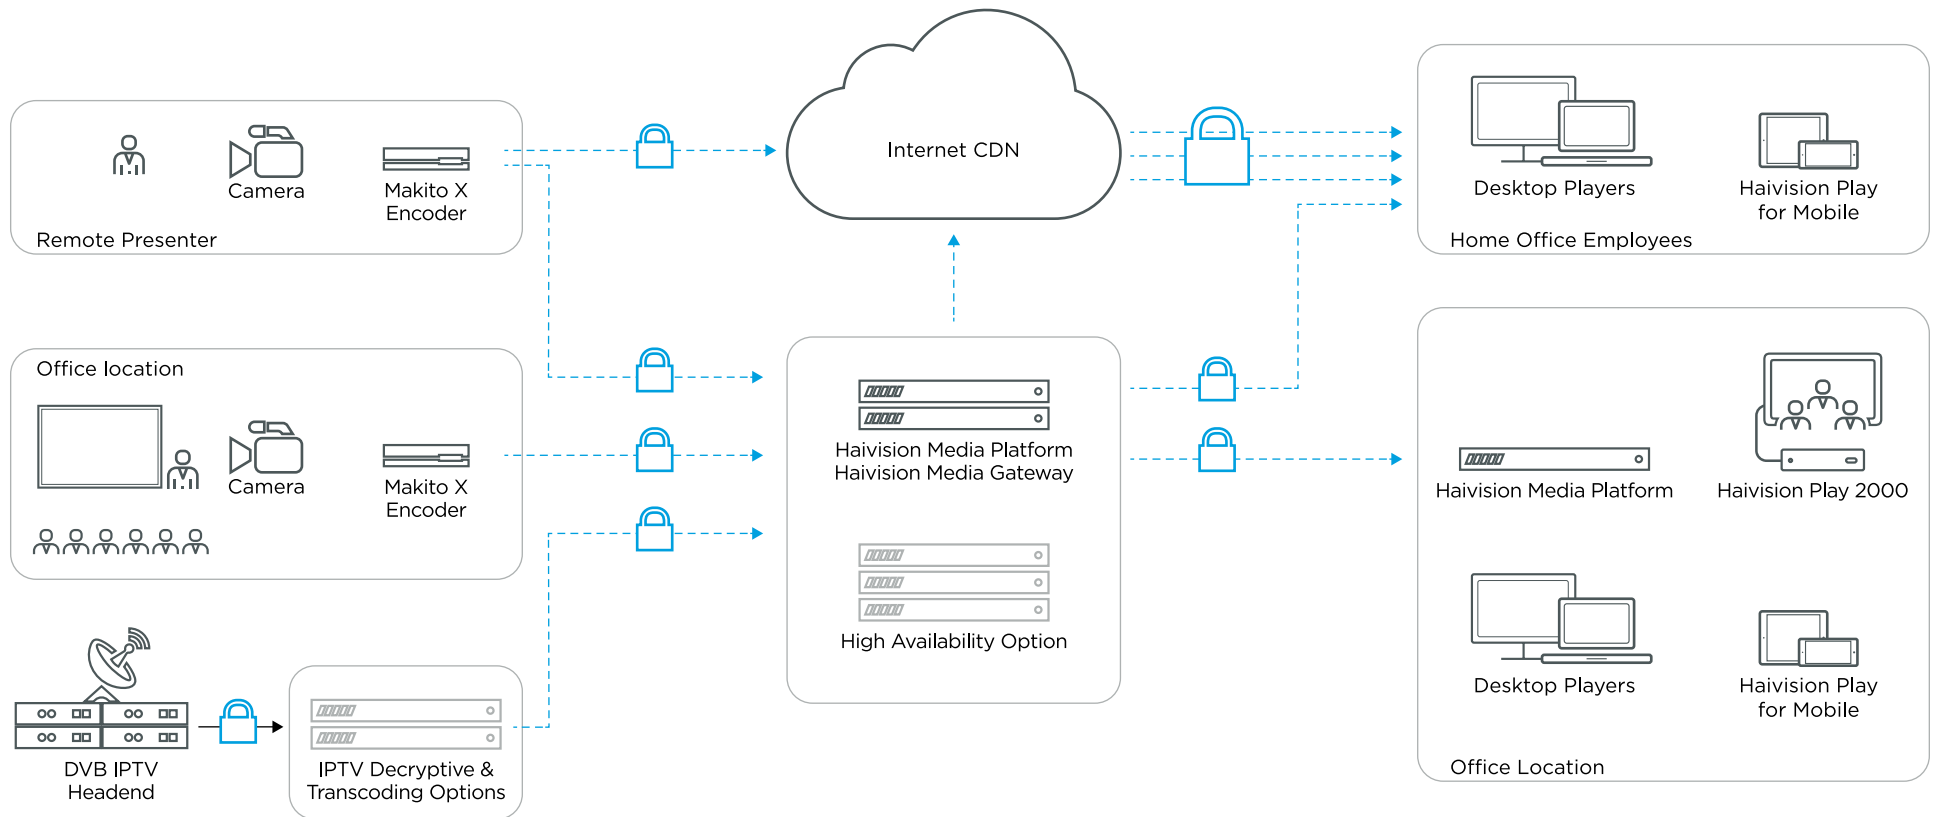 Camera
Makito X
Encoder
Remote Presenter
Internet CDN
Desktop Players
Haivision Play
for Mobile
Home Office Employees
Office location
Camera
Makito X
Encoder
Haivision Media Platform
Haivision Media Gateway
High Availability Option
Haivision Media Platform
Haivision Play 2000
Desktop Players
Haivision Play
for Mobile
Office Location
DVB IPTV
Headend
IPTV Decryptive &
Transcoding Options